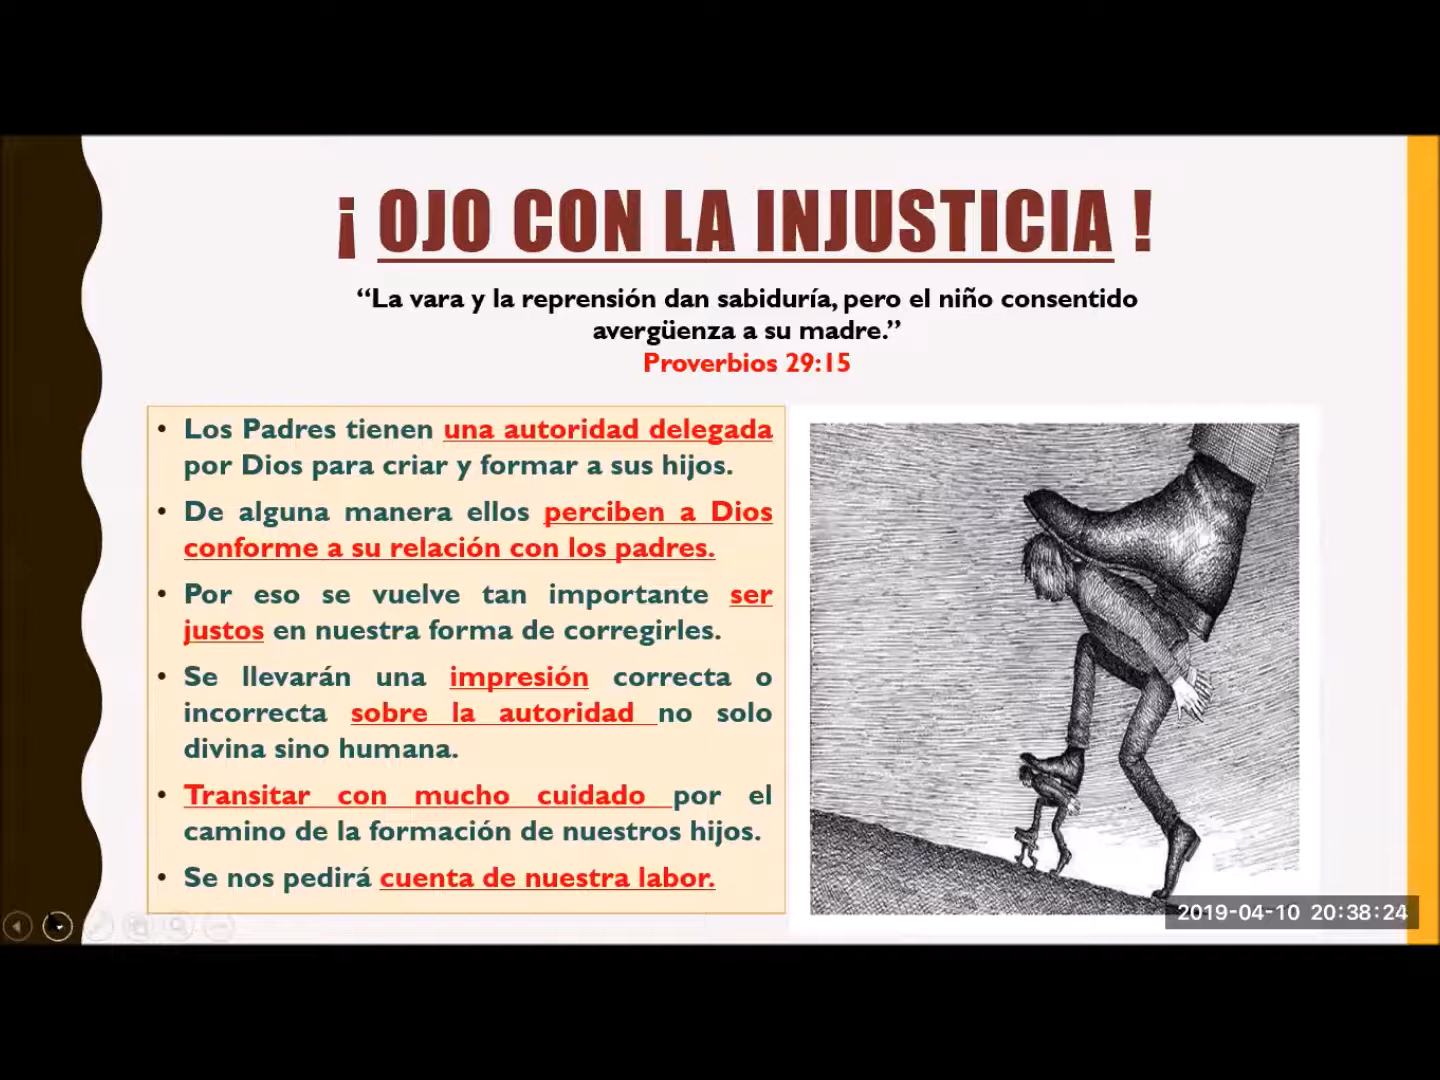 ¡ OJO CON LA INJUSTICIA !
“La vara y la reprensión dan sabiduría, pero el niño consentido
avergüenza a su madre.”
Proverbios 29:15
• Los Padres tienen una autoridad delegada
por Dios para criar y formar a sus hijos.
• De alguna manera ellos perciben a Dios
conforme a su relación con los padres.
• Por eso se vuelve tan importante ser
justos en nuestra forma de corregirles.
• Se llevarán una impresión correcta o
incorrecta sobre la autoridad no solo
divina sino humana.
• Transitar con mucho cuidado por el
camino de la formación de nuestros hijos.
• Se nos pedirá cuenta de nuestra labor.
2019-04-10 20:38:24